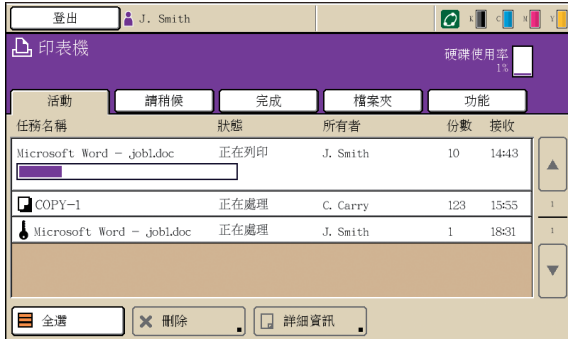 登出 J. Smith K C M Y
印表機 硬碟使用率
1%
活動 請稍候 完成 檔案夾 功能
任務名稱 狀態 所有者 份數 接收
Microsoft Word - job1.doc 正在列印 J. Smith 10 14:43
COPY-1 正在處理 C. Carry 123 15:55 1
Microsoft Word - job1.doc 正在處理 J. Smith 1 18:31 1
全選 刪除 詳細資訊